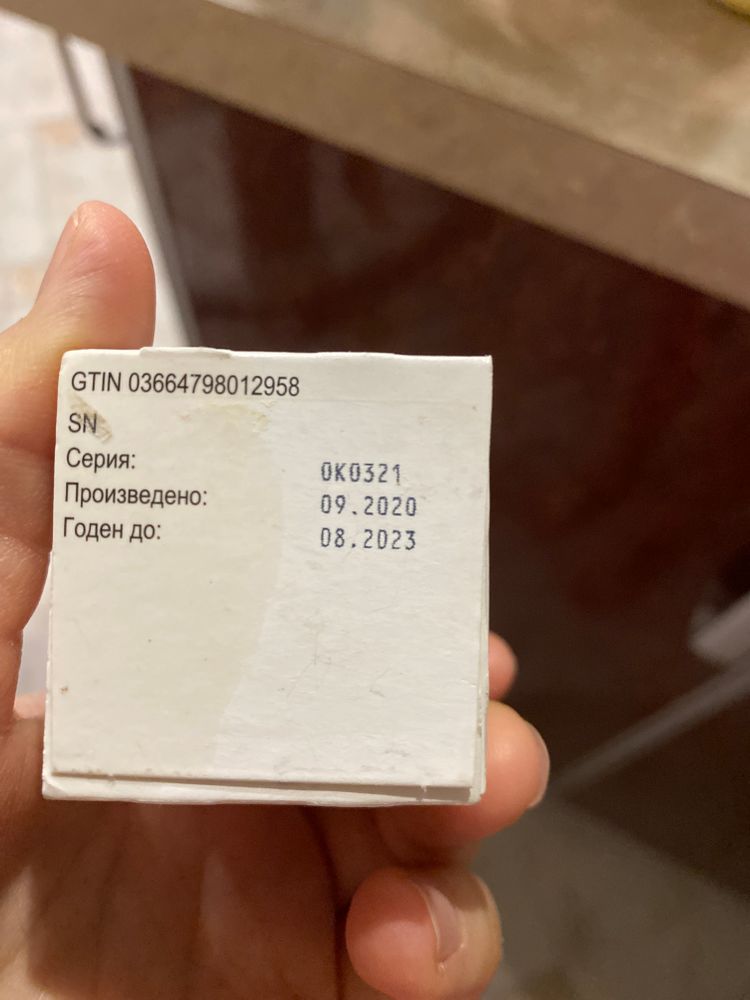 GTIN 03664798012958
SN
Серия: 0K0321
Произведено: 09.2020
Годен до: 08.2023